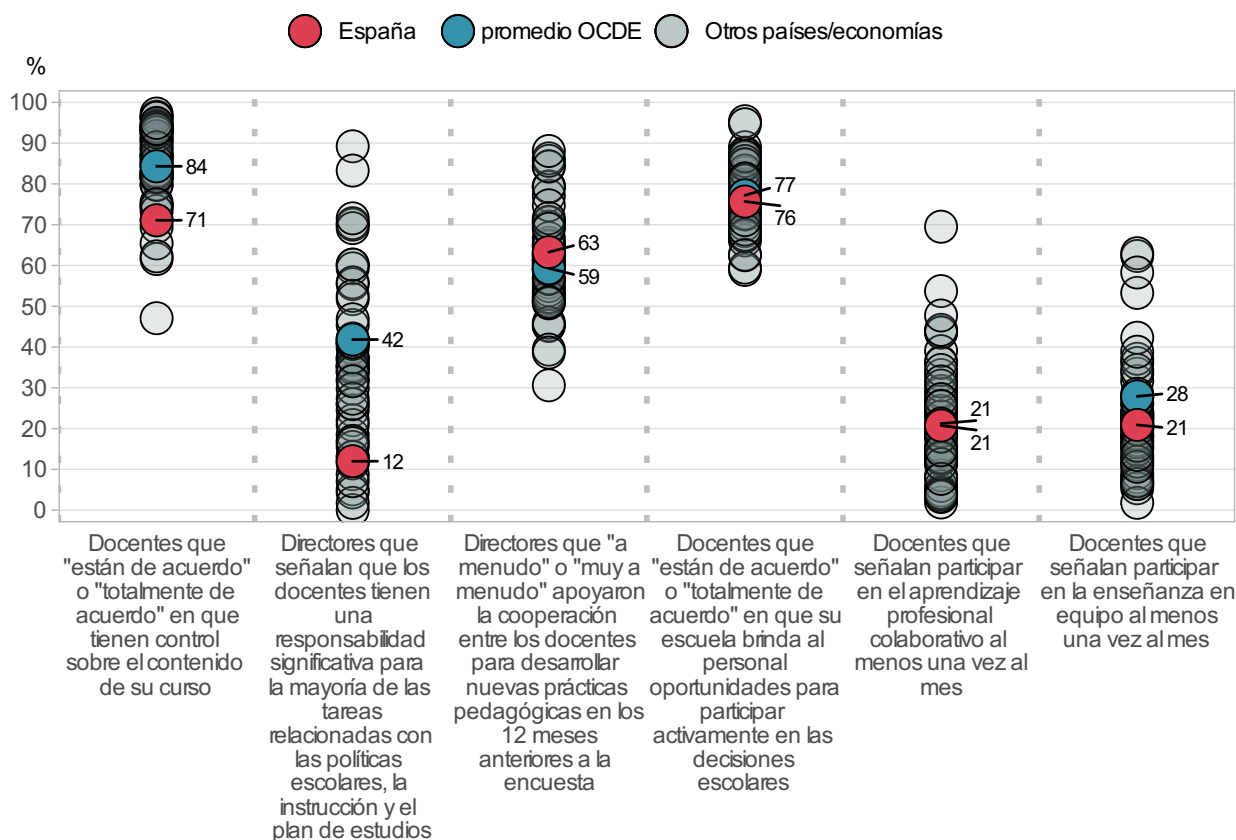 España promedio OCDE Otros países/economías
%
100
90
80
70
60
50
40
30
20
10
0
84
71
42
12
63
59
77
76
21
21
28
21
Docentes que
"están de acuerdo"
o "totalmente de
acuerdo" en que
tienen control
sobre el contenido
de su curso
Directores que
señalan que los
docentes tienen
una
responsabilidad
significativa para
la mayoría de las
tareas
relacionadas con
las políticas
escolares, la
instrucción y el
plan de estudios
Directores que "a
menudo" o "muy a
menudo" apoyaron
la cooperación
entre los docentes
para desarrollar
nuevas prácticas
pedagógicas en los
12 meses
anteriores a la
encuesta
Docentes que
"están de acuerdo"
o "totalmente de
acuerdo" en que su
escuela brinda al
personal
oportunidades para
participar
activamente en las
decisiones
escolares
Docentes que
señalan participar
en el aprendizaje
profesional
colaborativo al
menos una vez al
mes
Docentes que
señalan participar
en la enseñanza en
equipo al menos
una vez al mes